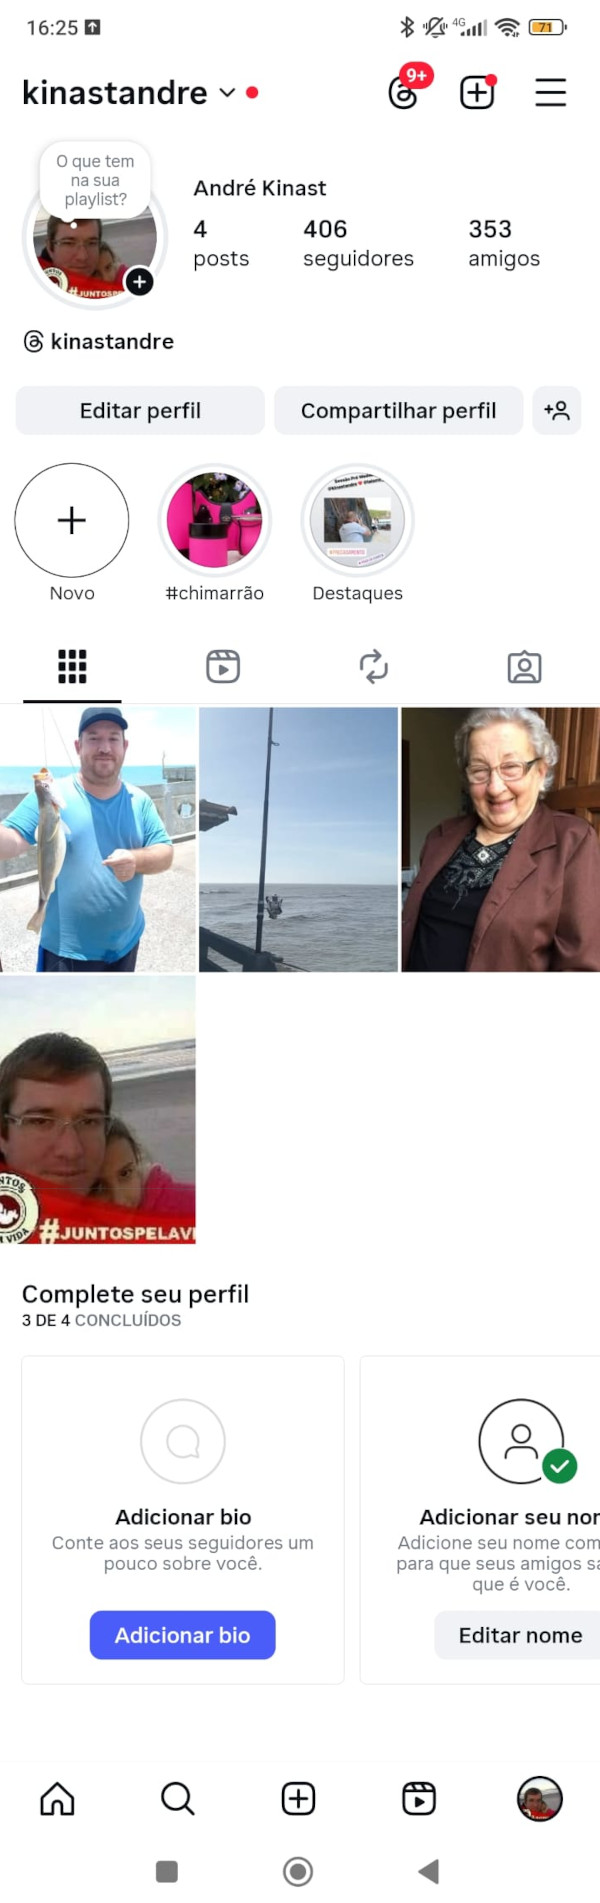 16:25
4G
71
kinastandre
9+
O que tem
na sua
playlist?
André Kinast
4
406
353
posts
seguidores
amigos
kinastandre
Editar perfil
Compartilhar perfil
Novo
#chimarrão
Destaques
#JUNTOSPELAVI
Complete seu perfil
3 DE 4 CONCLUÍDOS
Adicionar bio
Conte aos seus seguidores um
pouco sobre você.
Adicionar bio
Adicionar seu nor
Adicione seu nome com
para que seus amigos sa
que é você.
Editar nome